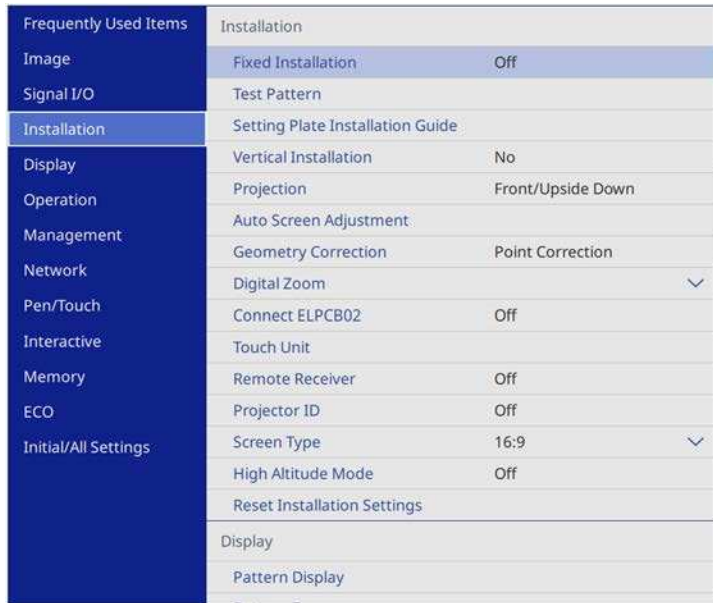 Frequently Used Items
Image
Signal I/O
Installation
Display
Operation
Management
Network
Pen/Touch
Interactive
Memory
ECO
Initial/All Settings
Installation
Fixed Installation Off
Test Pattern
Setting Plate Installation Guide
Vertical Installation No
Projection Front/Upside Down
Auto Screen Adjustment
Geometry Correction Point Correction
Digital Zoom
Connect ELPCB02 Off
Touch Unit
Remote Receiver Off
Projector ID Off
Screen Type 16:9
High Altitude Mode Off
Reset Installation Settings
Display
Pattern Display